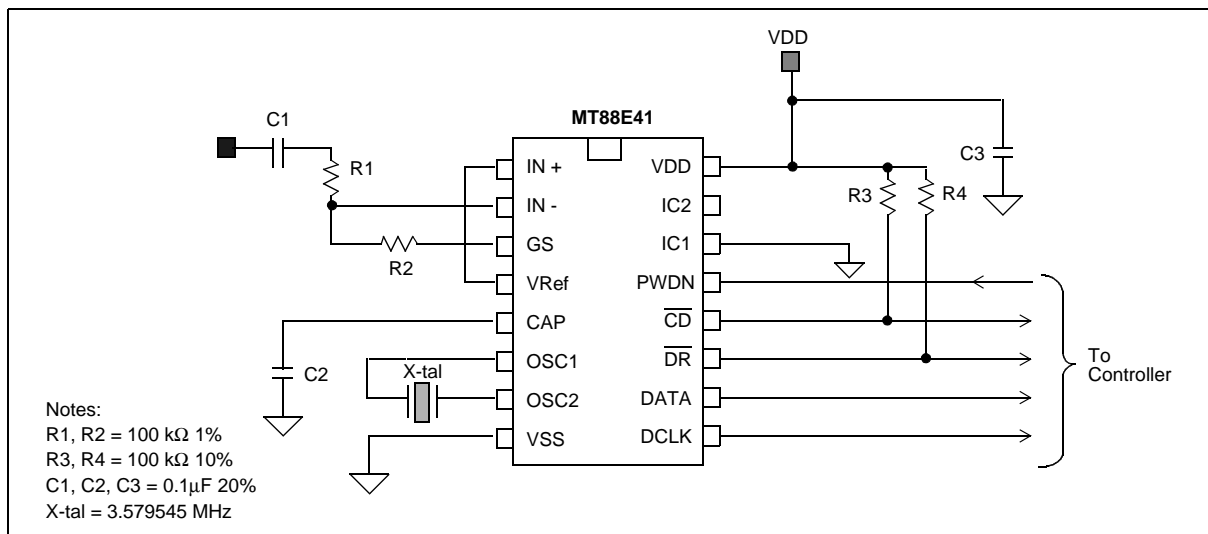 VDD
MT88E41
C1
R1
R2
C2
X-tal
IN +
IN -
GS
VRef
CAP
OSC1
OSC2
VSS
VDD
IC2
IC1
PWDN
CD
DR
DATA
DCLK
R3
R4
C3
To
Controller
Notes:
R1, R2 = 100 kΩ 1%
R3, R4 = 100 kΩ 10%
C1, C2, C3 = 0.1μF 20%
X-tal = 3.579545 MHz